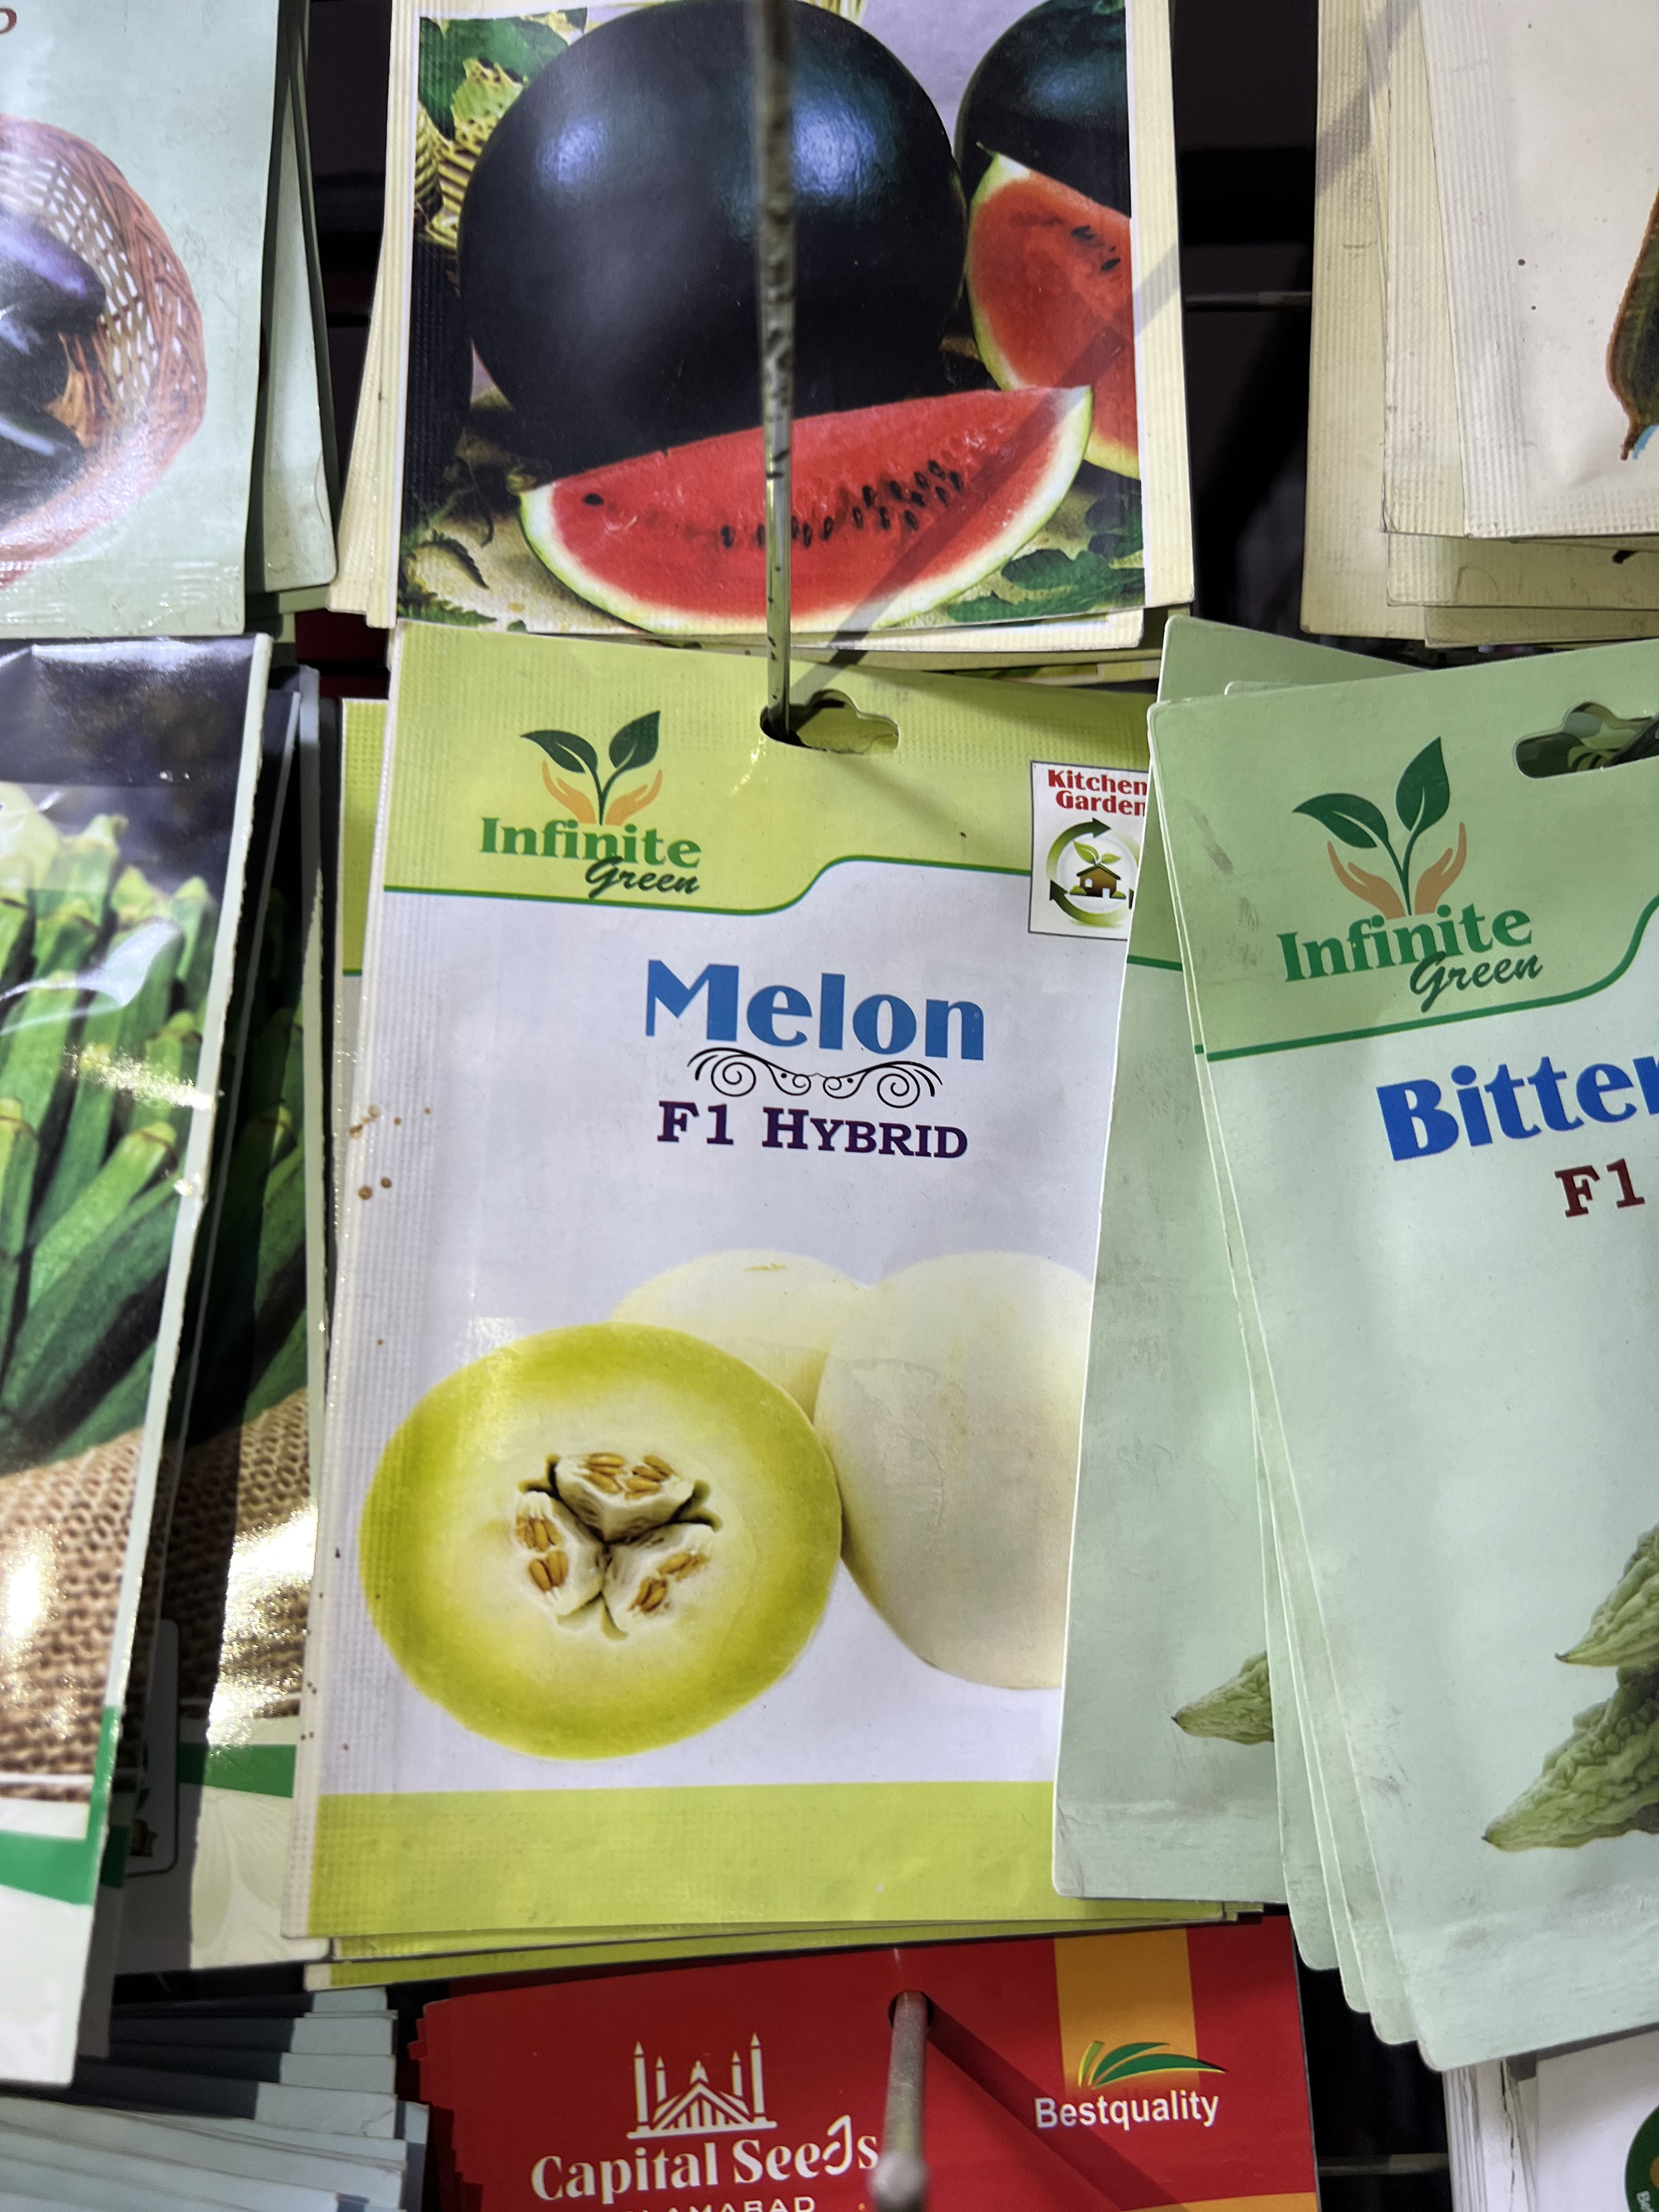 Infinite
Green
Kitchen
Garden
Melon
F1 HYBRID
Infinite
Green
Bitter
F1
Capital Seeds
Bestquality